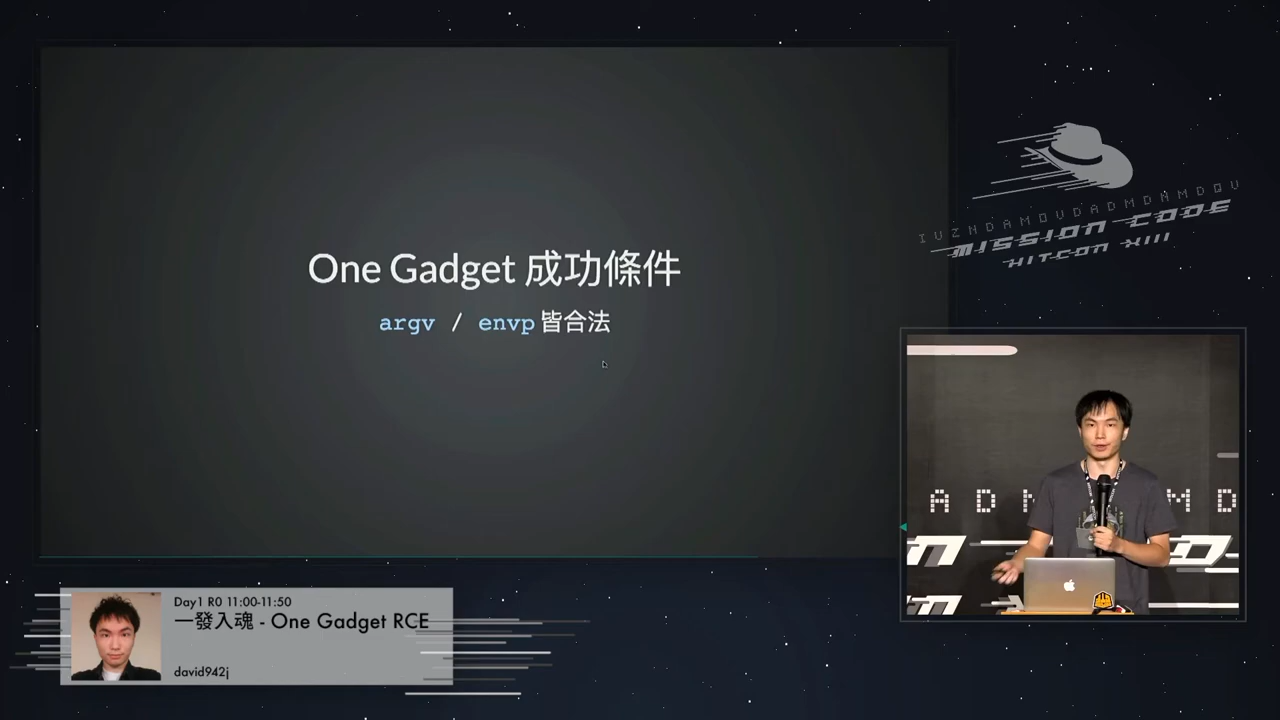 One Gadget 成功條件
argv / envp 皆合法
IVZNDAMOVDADMDNMDQV
MISSION CODE
HITCON XIII
A D M
M D
Day1 R0 11:00-11:50
一發入魂 - One Gadget RCE
david942j